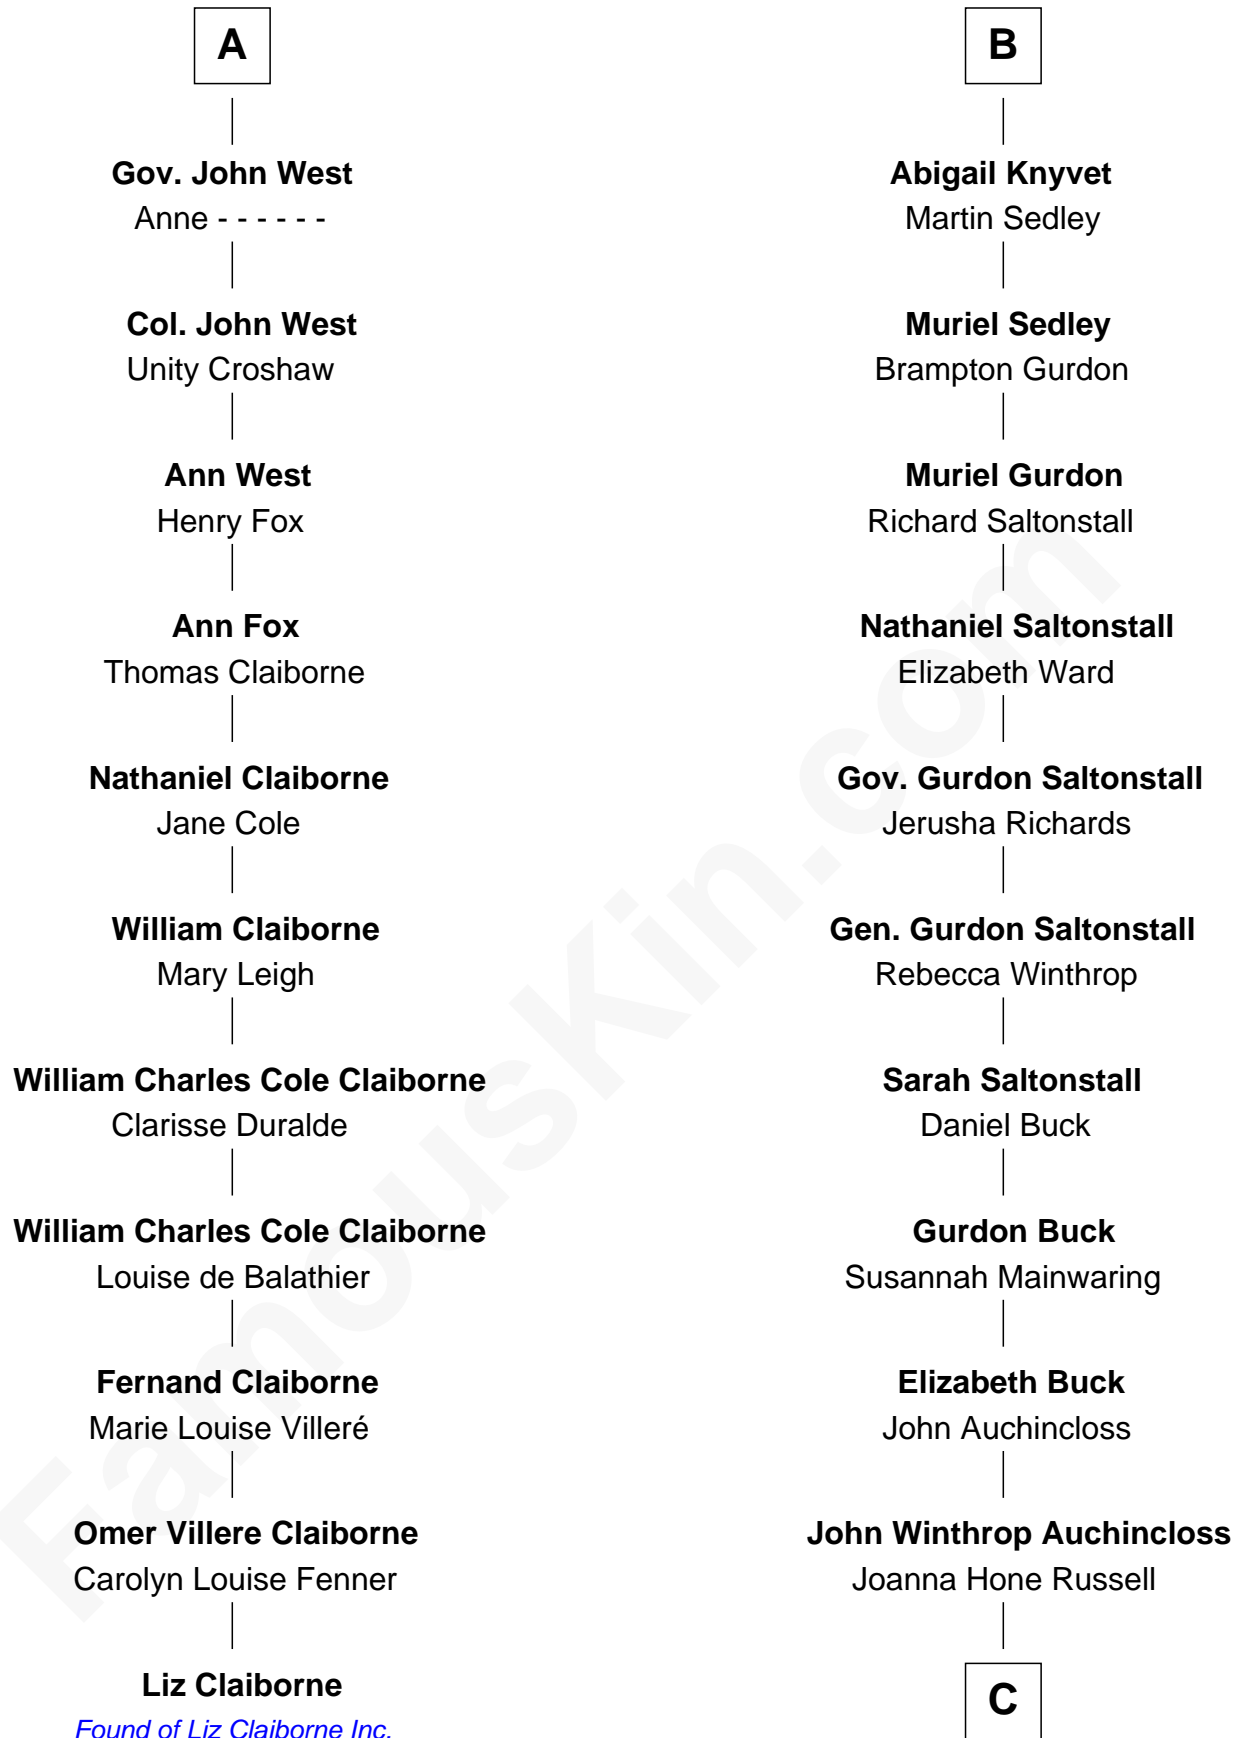 A
Gov. John West
Anne - - - - - -
Col. John West
Unity Croshaw
Ann West
Henry Fox
Ann Fox
Thomas Claiborne
Nathaniel Claiborne
Jane Cole
William Claiborne
Mary Leigh
William Charles Cole Claiborne
Clarisse Duralde
William Charles Cole Claiborne
Louise de Balathier
Fernand Claiborne
Marie Louise Villeré
Omer Villere Claiborne
Carolyn Louise Fenner
Liz Claiborne
Found of Liz Claiborne Inc.
B
Abigail Knyvet
Martin Sedley
Muriel Sedley
Brampton Gurdon
Muriel Gurdon
Richard Saltonstall
Nathaniel Saltonstall
Elizabeth Ward
Gov. Gurdon Saltonstall
Jerusha Richards
Gen. Gurdon Saltonstall
Rebecca Winthrop
Sarah Saltonstall
Daniel Buck
Gurdon Buck
Susannah Mainwaring
Elizabeth Buck
John Auchincloss
John Winthrop Auchincloss
Joanna Hone Russell
C
FamousKin.com